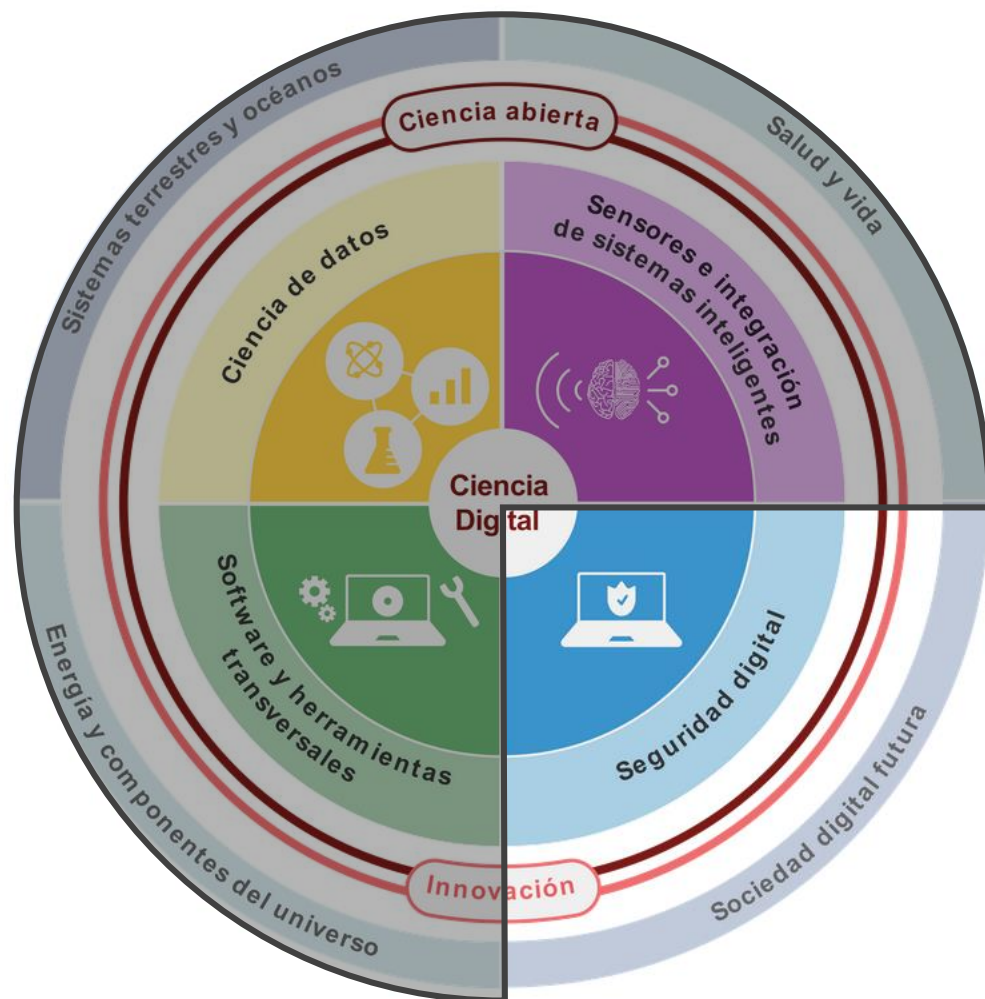 Sistemas terrestres y océanos
Salud y vida
Ciencia abierta
Ciencia de datos
Sensores e integración
de sistemas inteligentes
Ciencia
Digital
Software y herramientas
transversales
Seguridad digital
Innovación
Energía y componentes del universo
Sociedad digital futura